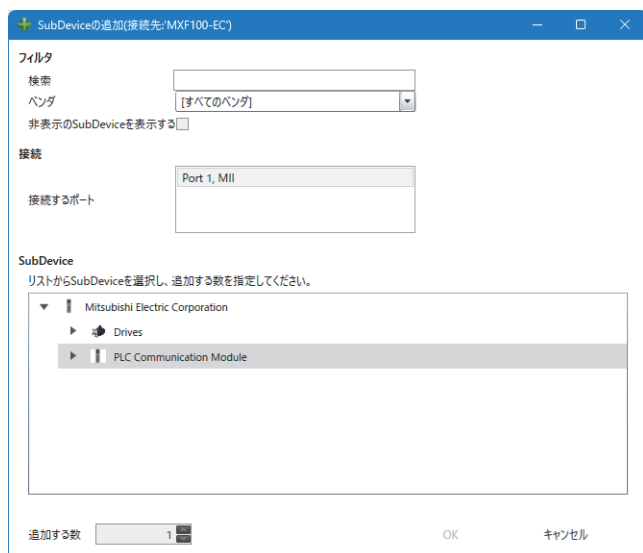 SubDeviceの追加(接続先:'MXF100-EC')
フィルタ
検索
ベンダ [すべてのベンダ]
非表示のSubDeviceを表示する
接続
Port 1, MII
接続するポート
SubDevice
リストからSubDeviceを選択し、追加する数を指定してください。
Mitsubishi Electric Corporation
Drives
PLC Communication Module
追加する数 1 OK キャンセル